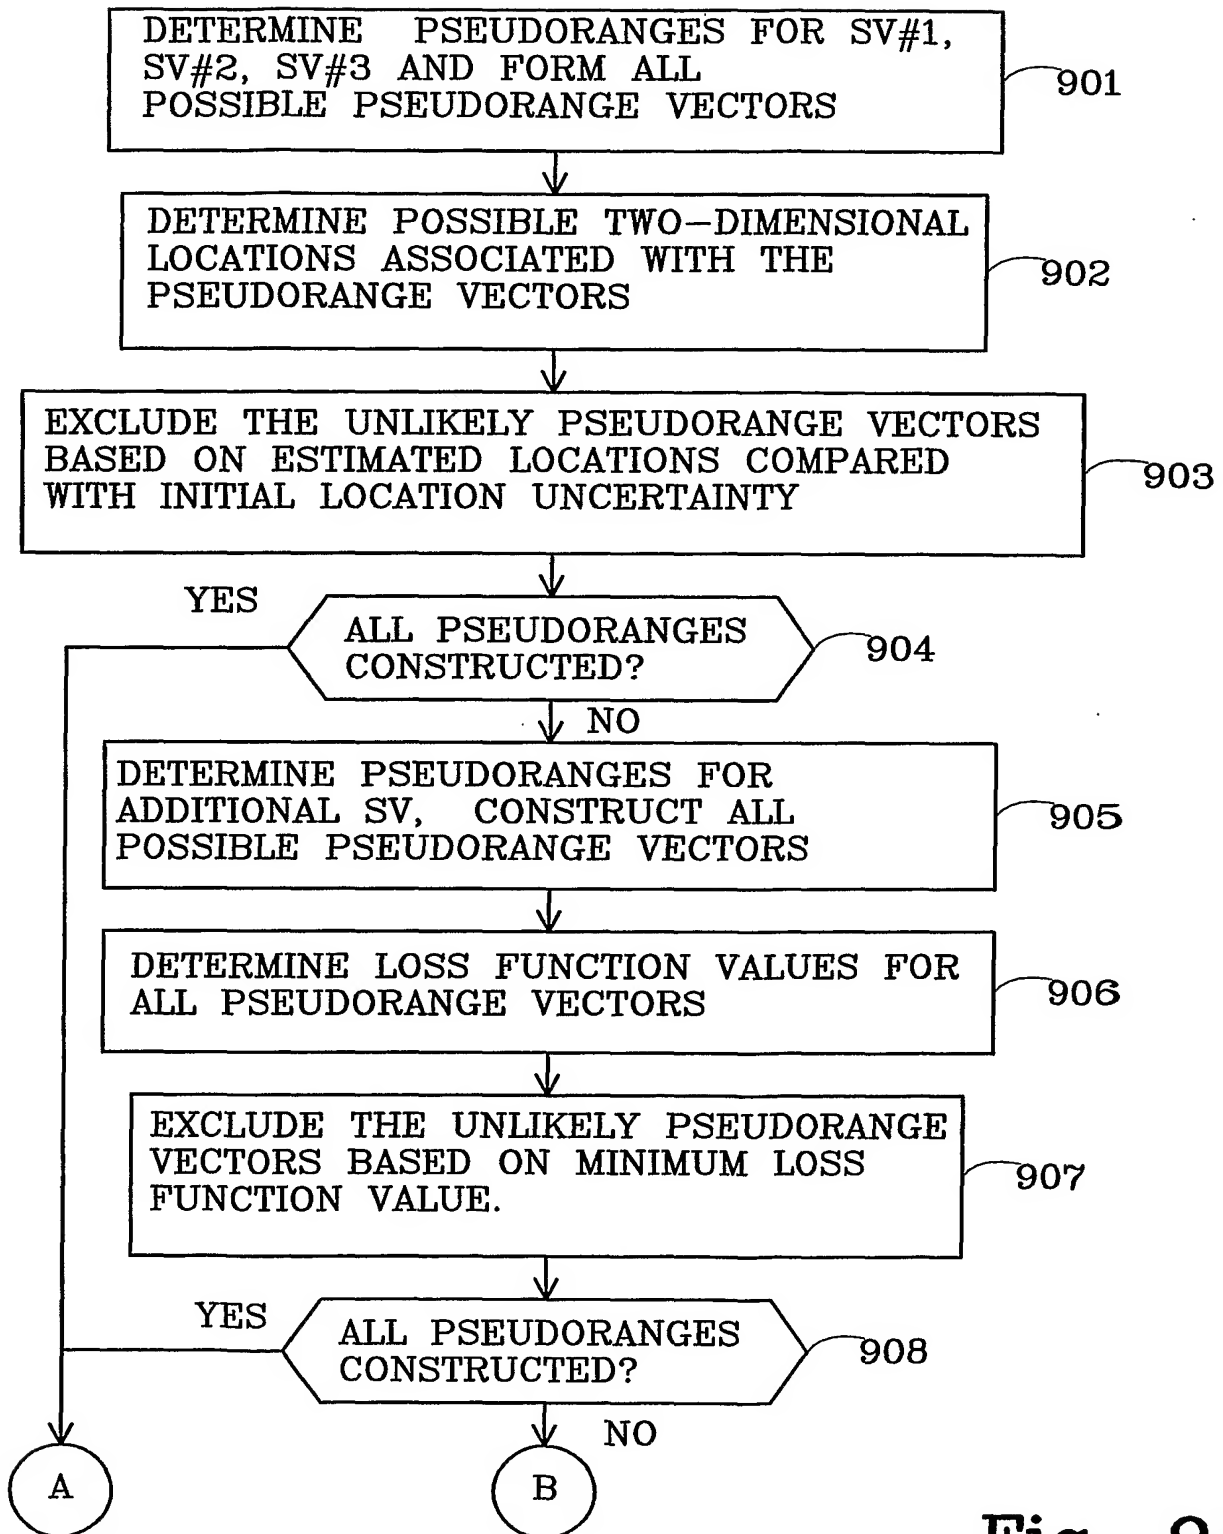 DETERMINE PSEUDORANGES FOR SV#1,
SV#2, SV#3 AND FORM ALL
POSSIBLE PSEUDORANGE VECTORS
901
DETERMINE POSSIBLE TWO-DIMENSIONAL
LOCATIONS ASSOCIATED WITH THE
PSEUDORANGE VECTORS
902
EXCLUDE THE UNLIKELY PSEUDORANGE VECTORS
BASED ON ESTIMATED LOCATIONS COMPARED
WITH INITIAL LOCATION UNCERTAINTY
903
YES
ALL PSEUDORANGES
CONSTRUCTED?
904
NO
DETERMINE PSEUDORANGES FOR
ADDITIONAL SV, CONSTRUCT ALL
POSSIBLE PSEUDORANGE VECTORS
905
DETERMINE LOSS FUNCTION VALUES FOR
ALL PSEUDORANGE VECTORS
906
EXCLUDE THE UNLIKELY PSEUDORANGE
VECTORS BASED ON MINIMUM LOSS
FUNCTION VALUE.
907
YES
ALL PSEUDORANGES
CONSTRUCTED?
908
NO
A
B